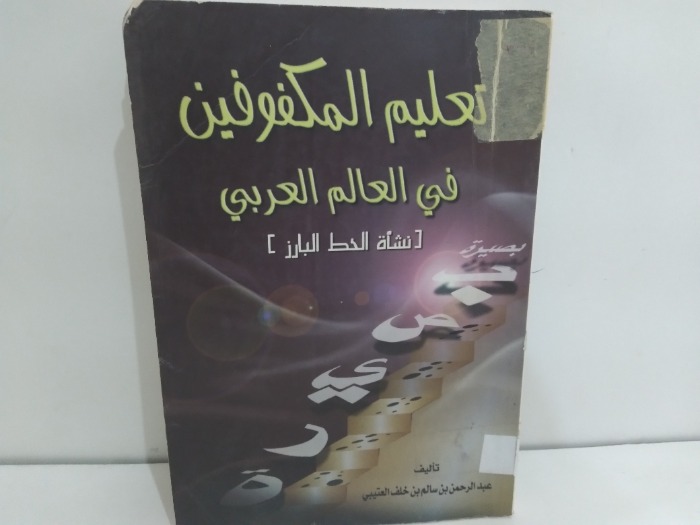 تعليم المكفوفين
في العالم العربي
[ نشأة الخط البارز ]
بصيرة
ب
ص
ي
ر
ة
تأليف
عبد الرحمن بن سالم بن خلف العتيبي